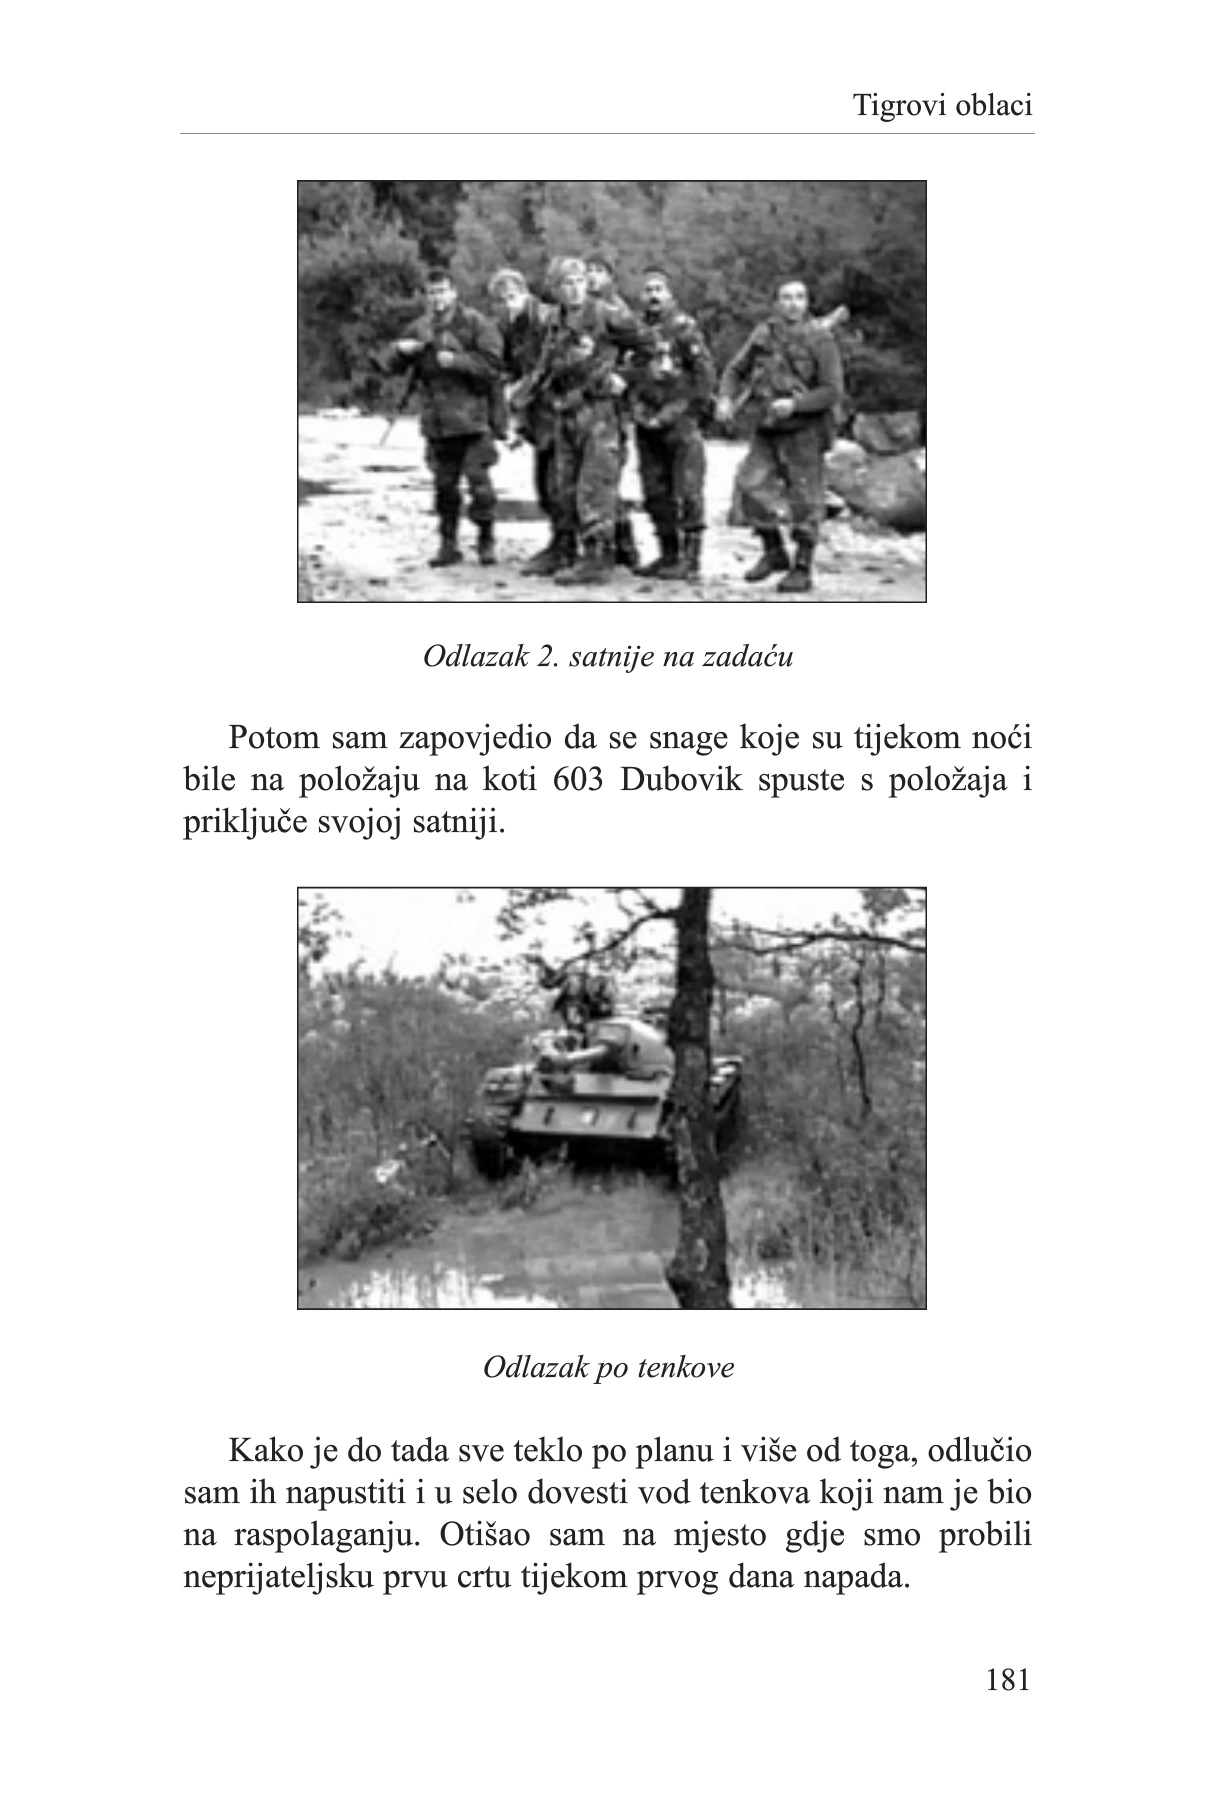 Tigrovi oblaci
Odlazak 2. satnije na zadaću
Potom sam zapovjedio da se snage koje su tijekom noći
bile na položaju na koti 603 Dubovik spuste s položaja i
priključe svojoj satniji.
Odlazak po tenkove
Kako je do tada sve teklo po planu i više od toga, odlučio
sam ih napustiti i u selo dovesti vod tenkova koji nam je bio
na raspolaganju. Otišao sam na mjesto gdje smo probili
neprijateljsku prvu crtu tijekom prvog dana napada.
181